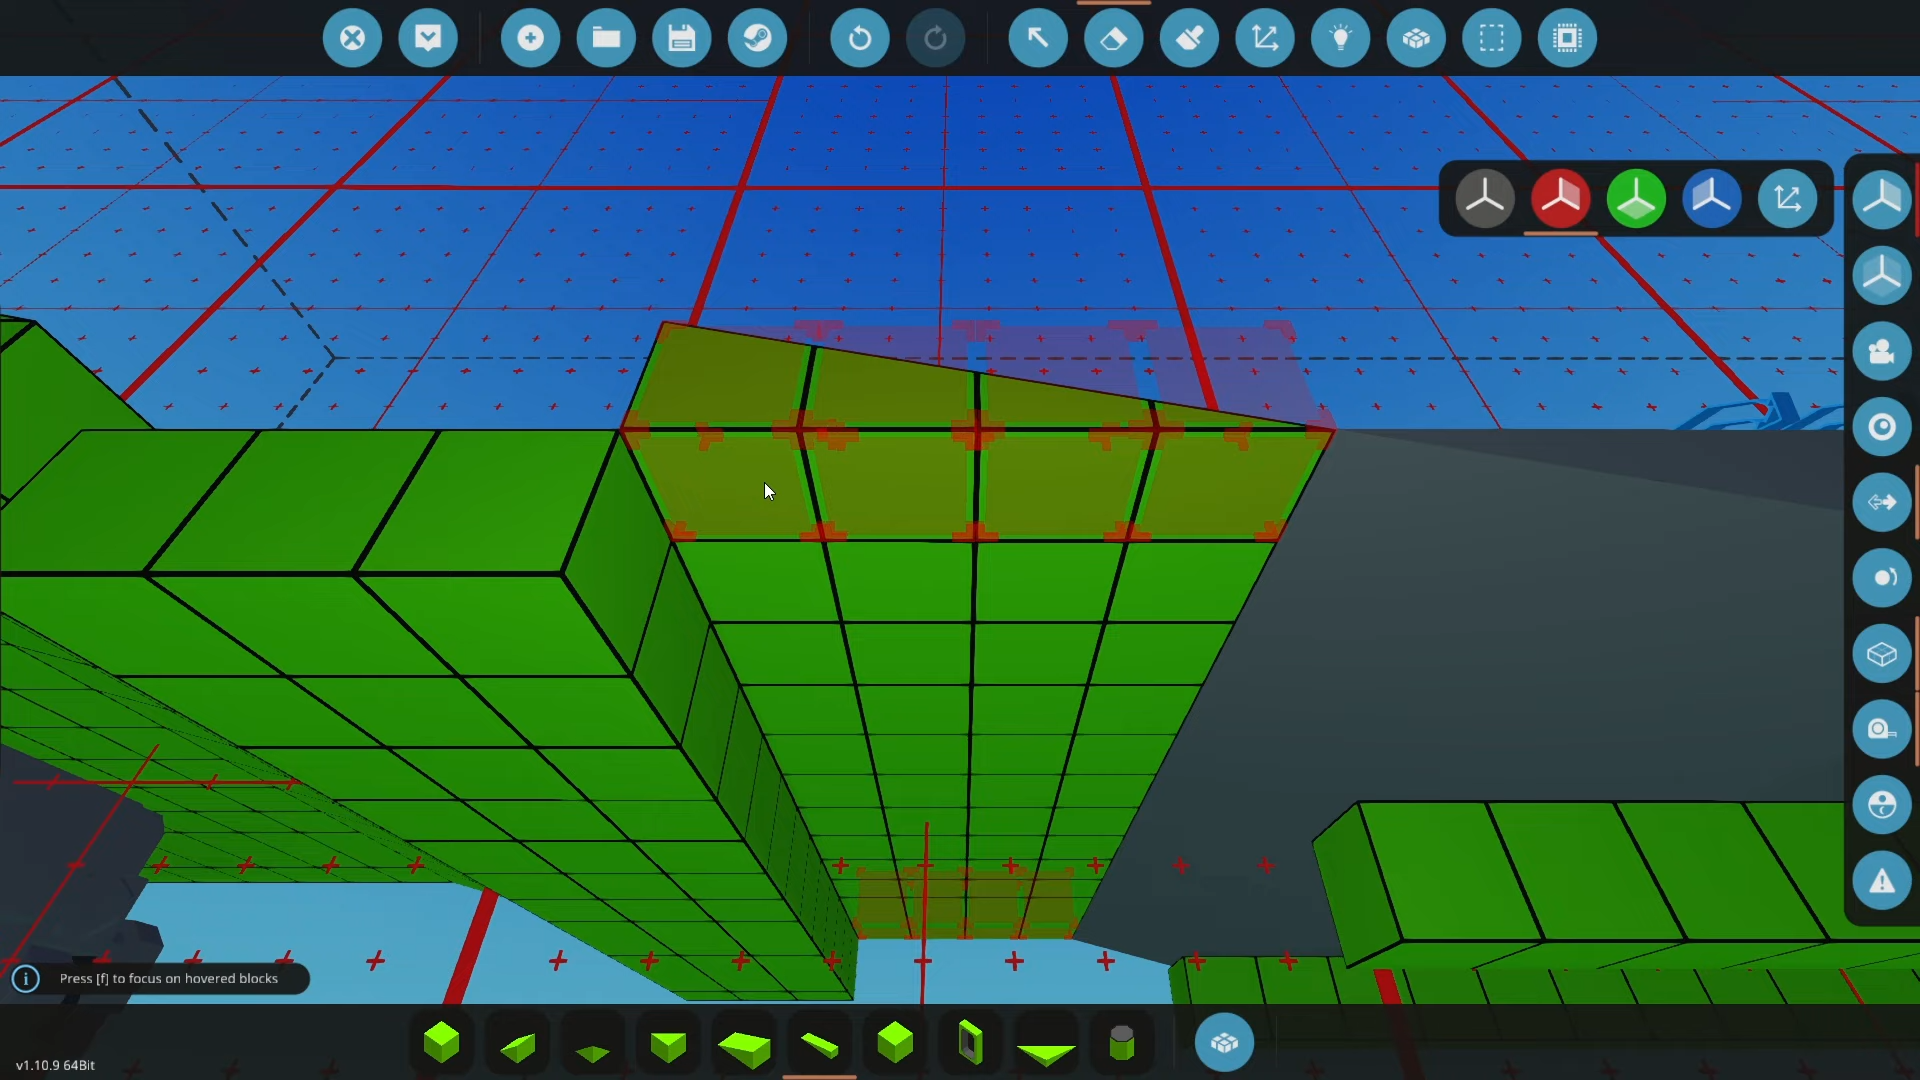 Press [f] to focus on hovered blocks
v1.10.9 64Bit